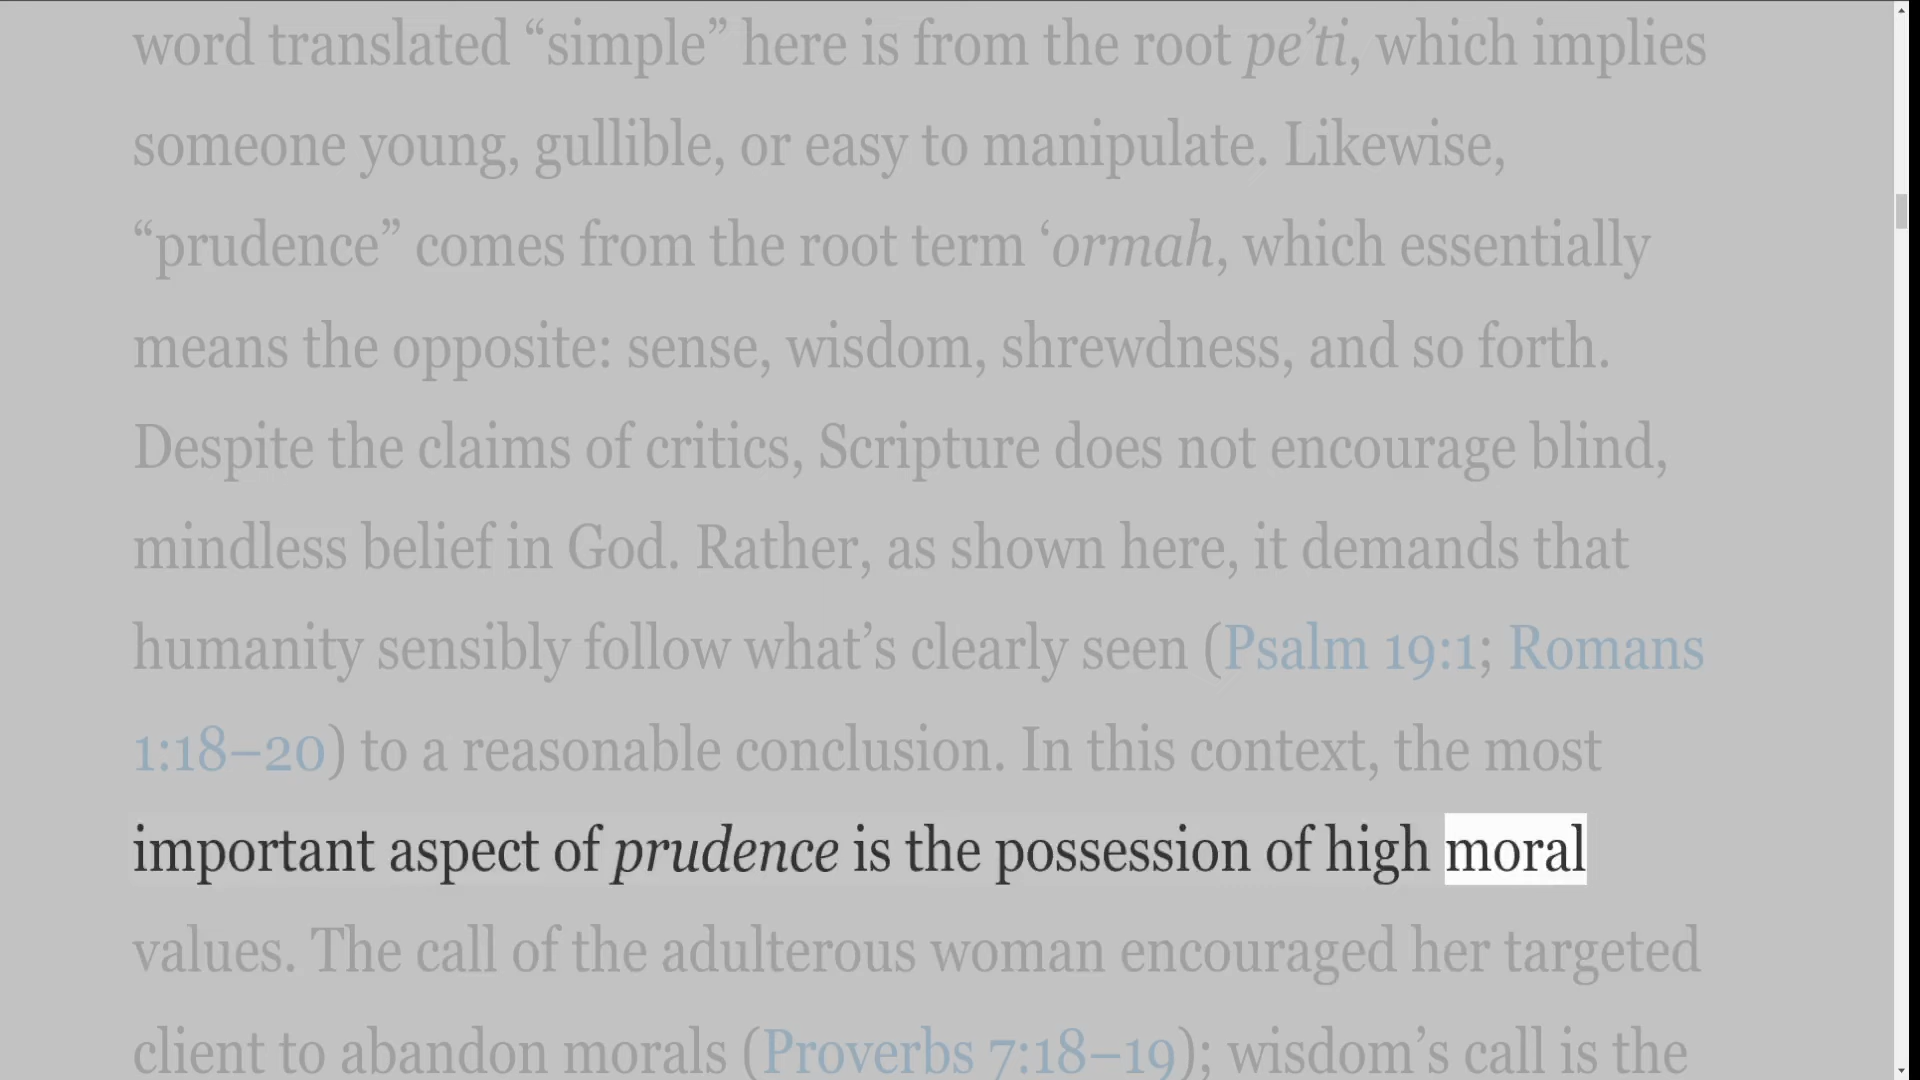 word translated “simple” here is from the root pe’ti, which implies
someone young, gullible, or easy to manipulate. Likewise,
“prudence” comes from the root term ‘ormah, which essentially
means the opposite: sense, wisdom, shrewdness, and so forth.
Despite the claims of critics, Scripture does not encourage blind,
mindless belief in God. Rather, as shown here, it demands that
humanity sensibly follow what’s clearly seen (Psalm 19:1; Romans
1:18–20) to a reasonable conclusion. In this context, the most
important aspect of prudence is the possession of high moral
values. The call of the adulterous woman encouraged her targeted
client to abandon morals (Proverbs 7:18–19); wisdom’s call is the